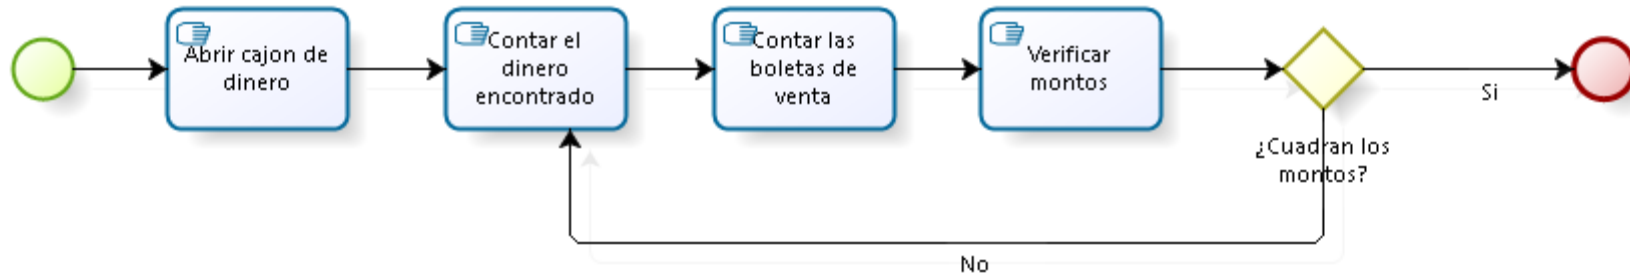 Abrir cajon de
dinero
Contar el
dinero
encontrado
Contar las
boletas de
venta
Verificar
montos
Si
¿Cuadran los
montos?
No